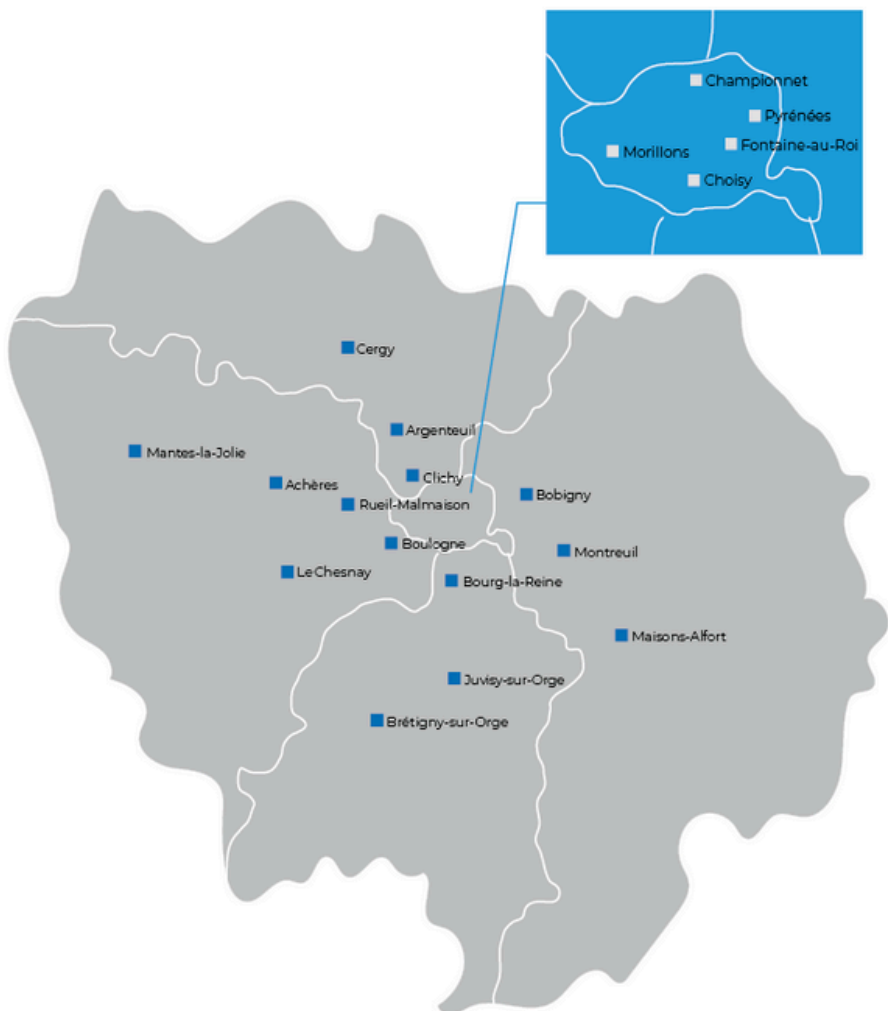 Championnet
Pyrénées
Fontaine-au-Roi
Morillons
Choisy
Cergy
Argenteuil
Mantes-la-Jolie
Clichy
Achères
Bobigny
Rueil-Malmaison
Boulogne
Montreuil
Le Chesnay
Bourg-la-Reine
Maisons-Alfort
Juvisy-sur-Orge
Brétigny-sur-Orge